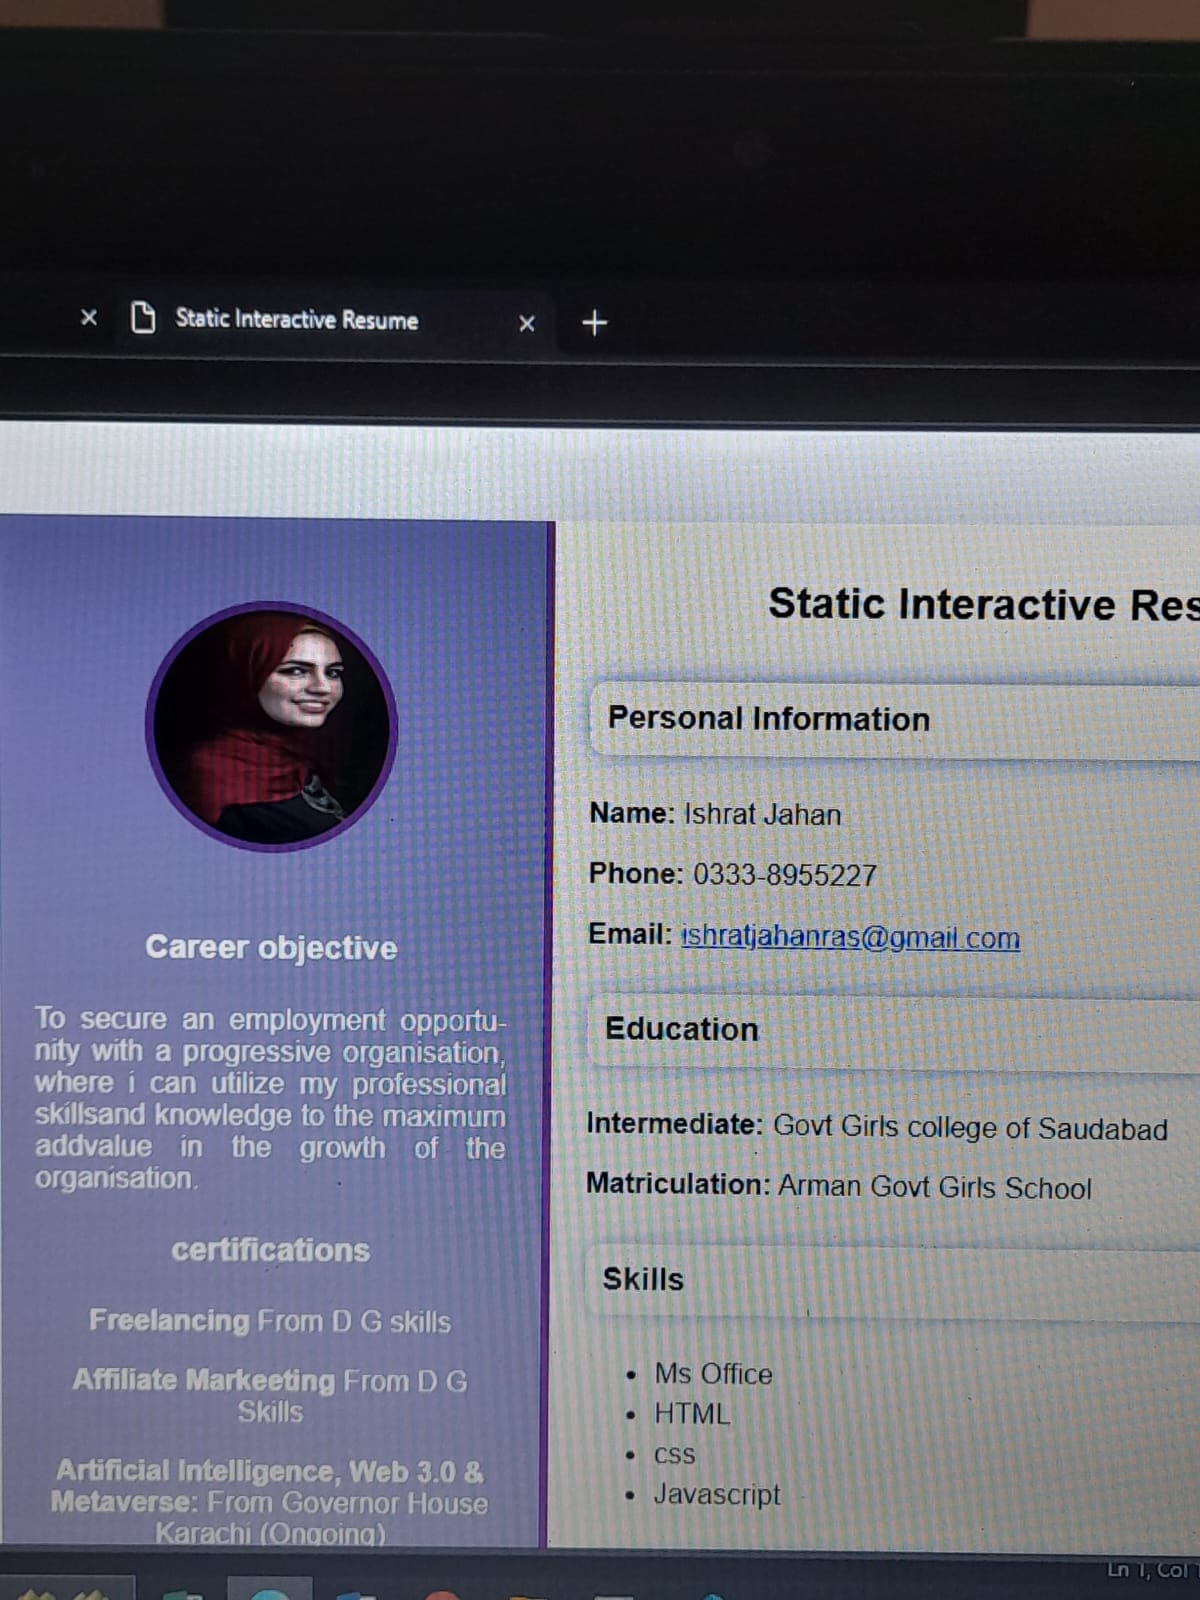 Static Interactive Resume
Static Interactive Res
Career objective
To secure an employment opportu-
nity with a progressive organisation,
where i can utilize my professional
skillsand knowledge to the maximum
addvalue in the growth of the
organisation.
certifications
Freelancing From D G skills
Affiliate Markeeting From D G
Skills
Artificial Intelligence, Web 3.0 &
Metaverse: From Governor House
Karachi (Ongoing)
Personal Information
Name: Ishrat Jahan
Phone: 0333-8955227
Email: ishratjahanras@gmail.com
Education
Intermediate: Govt Girls college of Saudabad
Matriculation: Arman Govt Girls School
Skills
Ms Office
HTML
css
Javascript
Ln 1, Col